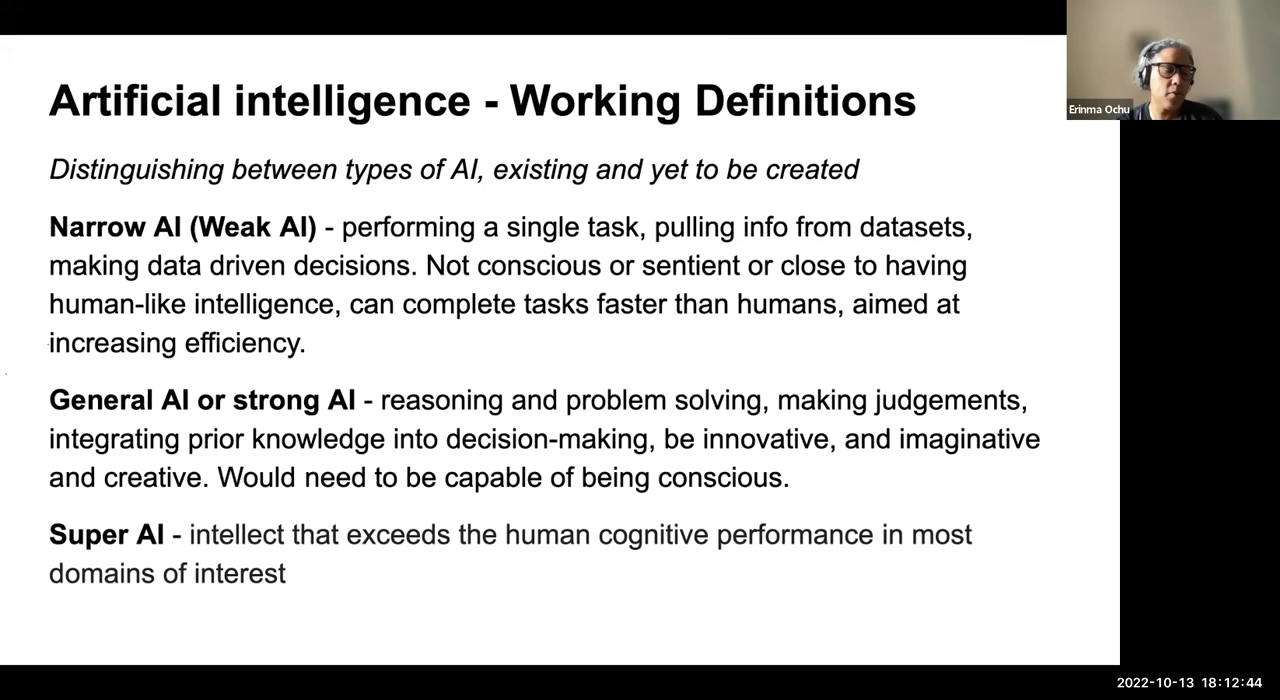 Artificial intelligence - Working Definitions
Distinguishing between types of AI, existing and yet to be created
Narrow AI (Weak AI) - performing a single task, pulling info from datasets,
making data driven decisions. Not conscious or sentient or close to having
human-like intelligence, can complete tasks faster than humans, aimed at
increasing efficiency.
General AI or strong AI - reasoning and problem solving, making judgements,
integrating prior knowledge into decision-making, be innovative, and imaginative
and creative. Would need to be capable of being conscious.
Super AI - intellect that exceeds the human cognitive performance in most
domains of interest
Erinma Ochu
2022-10-13 18:12:44